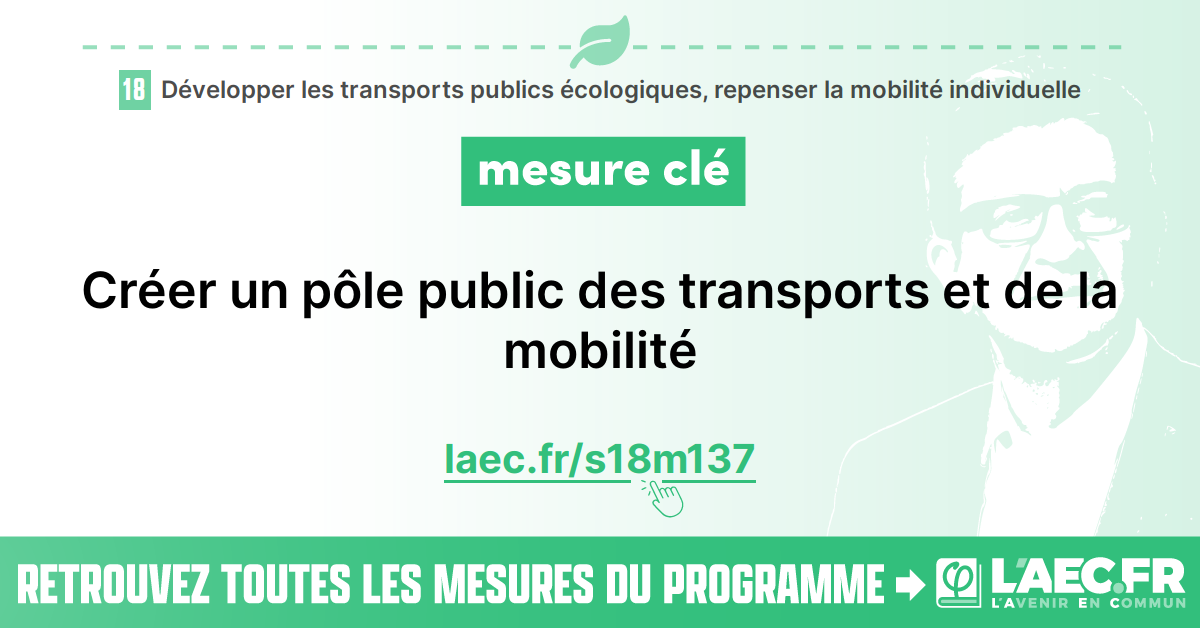 18 Développer les transports publics écologiques, repenser la mobilité individuelle
mesure clé
Créer un pôle public des transports et de la
mobilité
laec.fr/s18m137
RETROUVEZ TOUTES LES MESURES DU PROGRAMME
φ L'AEC.FR
L'AVENIR EN COMMUN